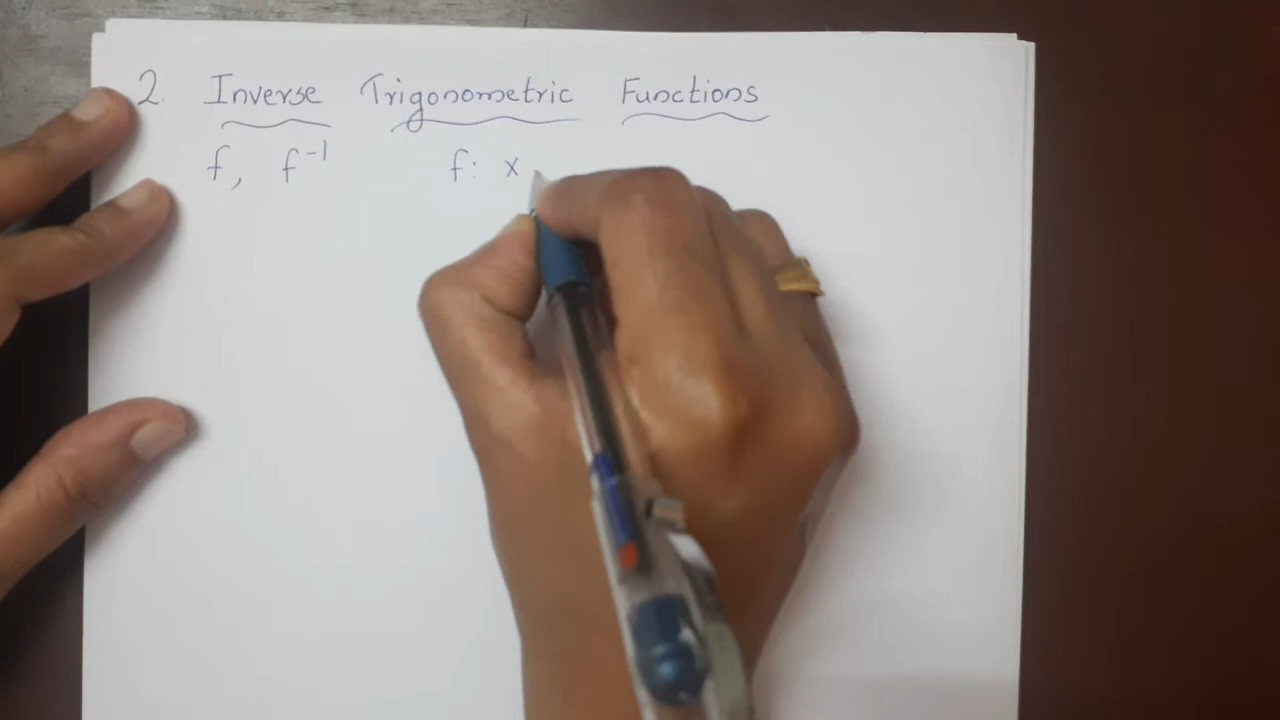 2. Inverse Trigonometric Functions
f, f⁻¹ f: x